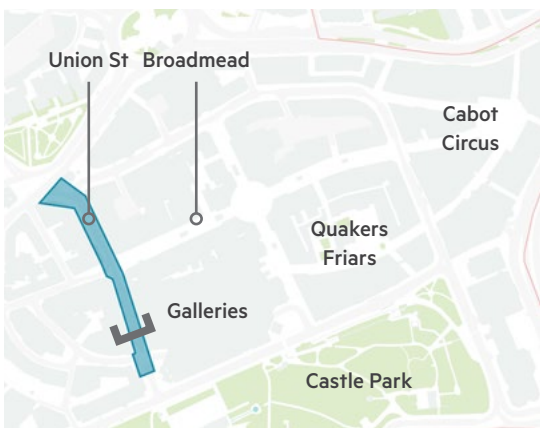 Union St
Broadmead
Cabot
Circus
Quakers
Friars
Galleries
Castle Park